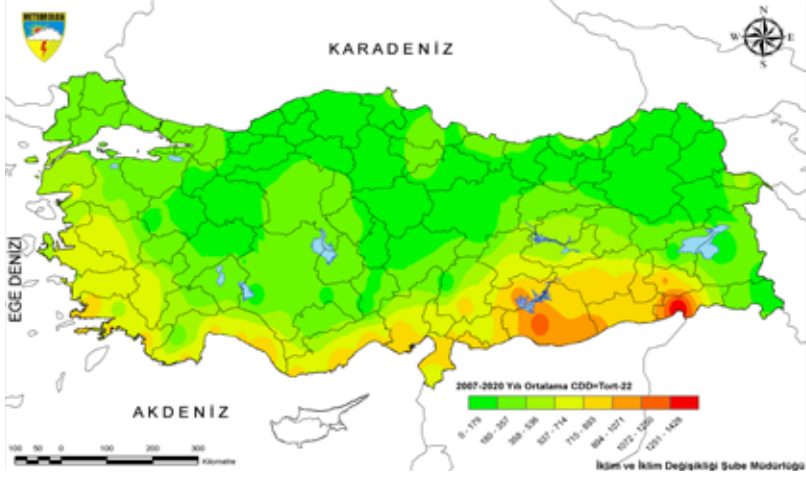 METEOROLOJİ
KARADENİZ
N
W E
S
EGE DENİZİ
AKDENİZ
2007-2020 Yılı Ortalama CDD=Tort-22
0 - 179
180 - 357
358 - 536
537 - 714
715 - 893
894 - 1071
1072 - 1250
1251 - 1428
100 50 0 100 200 300
Kilometre
İklim ve İklim Değişikliği Şube Müdürlüğü